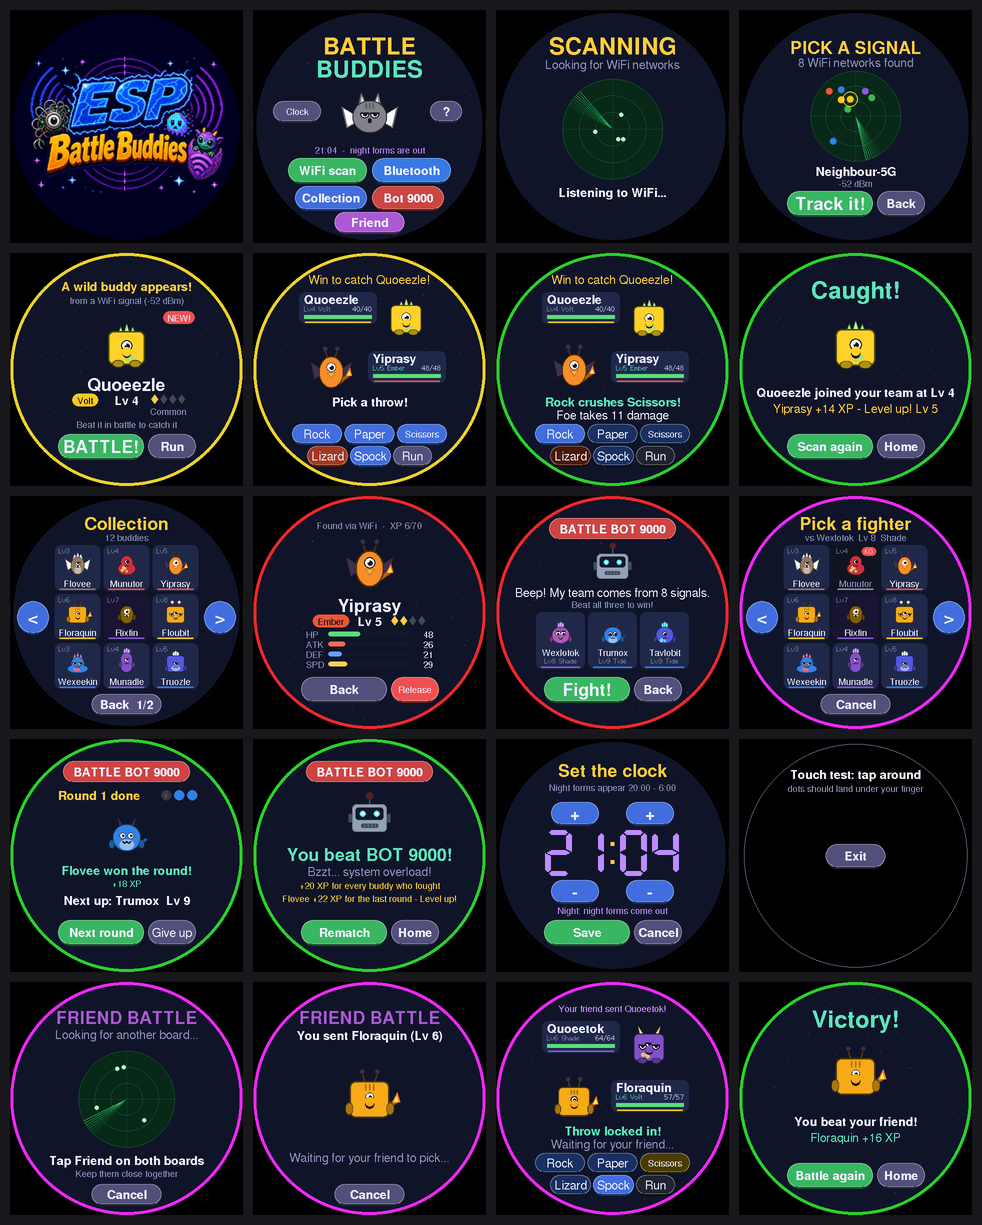 ESP
Battle Buddies
BATTLE
BUDDIES
Clock
?
21:04 - night forms are out
WiFi scan
Bluetooth
Collection
Bot 9000
Friend
SCANNING
Looking for WiFi networks
Listening to WiFi...
PICK A SIGNAL
8 WiFi networks found
Neighbour-5G
-52 dBm
Track it!
Back
A wild buddy appears!
from a WiFi signal (-52 dBm)
NEW!
Quoeezle
Volt
Lv 4
Common
Beat it in battle to catch it
BATTLE!
Run
Win to catch Quoeezle!
Quoeezle
Lv4 Volt 40/40
Yiprasy
Lv5 Ember 48/48
Pick a throw!
Rock
Paper
Scissors
Lizard
Spock
Run
Win to catch Quoeezle!
Quoeezle
Lv4 Volt 40/40
Yiprasy
Lv5 Ember 48/48
Rock crushes Scissors!
Foe takes 11 damage
Rock
Paper
Scissors
Lizard
Spock
Run
Caught!
Quoeezle joined your team at Lv 4
Yiprasy +14 XP - Level up! Lv 5
Scan again
Home
Collection
12 buddies
Lv3
Lv4
Lv5
Flovee
Munutor
Yiprasy
Lv6
Lv7
Lv8
<
>
Floraquin
Rixfin
Floubit
Lv3
Lv4
Lv5
Wexeekin
Munadle
Truozle
Back 1/2
Found via WiFi - XP 6/70
Yiprasy
Ember
Lv 5
HP 48
ATK 26
DEF 21
SPD 29
Back
Release
BATTLE BOT 9000
Beep! My team comes from 8 signals.
Beat all three to win!
Wexlotok
Trumox
Tavlobit
Lv8 Shade
Lv9 Tide
Lv9 Tide
Fight!
Back
Pick a fighter
vs Wexlotok Lv 8 Shade
Lv3
Lv4
KO
Lv5
Flovee
Munutor
Yiprasy
Lv6
Lv7
Lv8
<
>
Floraquin
Rixfin
Floubit
Lv3
Lv4
Lv5
Wexeekin
Munadle
Truozle
Cancel
BATTLE BOT 9000
Round 1 done
Flovee won the round!
+18 XP
Next up: Trumox Lv 9
Next round
Give up
BATTLE BOT 9000
You beat BOT 9000!
Bzzt... system overload!
+20 XP for every buddy who fought
Flovee +22 XP for the last round - Level up!
Rematch
Home
Set the clock
Night forms appear 20:00 - 6:00
+
+
21:04
-
-
Night: night forms come out
Save
Cancel
Touch test: tap around
dots should land under your finger
Exit
FRIEND BATTLE
Looking for another board...
Tap Friend on both boards
Keep them close together
Cancel
FRIEND BATTLE
You sent Floraquin (Lv 6)
Waiting for your friend to pick...
Cancel
Your friend sent Quoeetok!
Quoeetok
Lv6 Shade 64/64
Floraquin
Lv6 Volt 57/57
Throw locked in!
Waiting for your friend...
Rock
Paper
Scissors
Lizard
Spock
Run
Victory!
You beat your friend!
Floraquin +16 XP
Battle again
Home